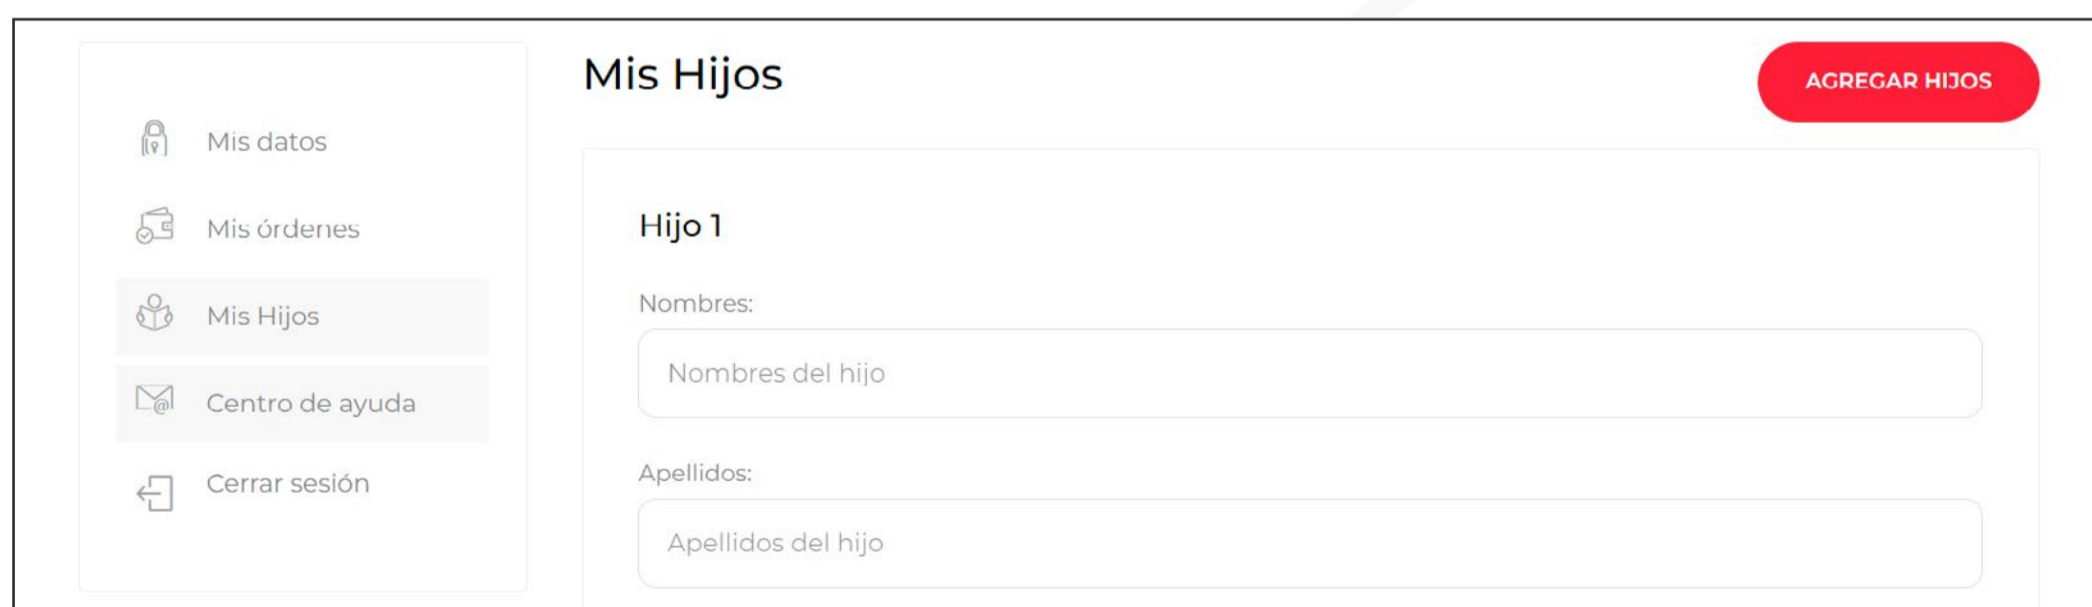 Mis datos
Mis órdenes
Mis Hijos
Centro de ayuda
Cerrar sesión
Mis Hijos
AGREGAR HIJOS
Hijo 1
Nombres:
Nombres del hijo
Apellidos:
Apellidos del hijo